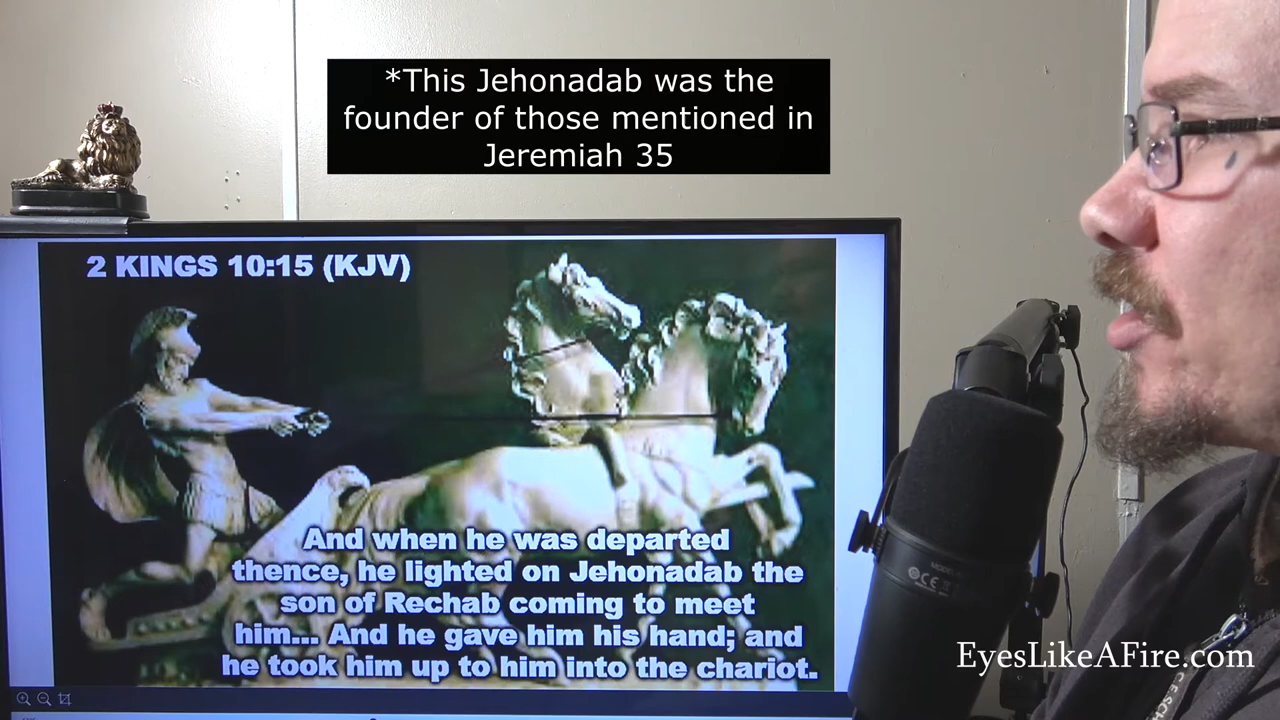 *This Jehonadab was the
founder of those mentioned in
Jeremiah 35
2 KINGS 10:15 (KJV)
And when he was departed
thence, he lighted on Jehonadab the
son of Rechab coming to meet
him... And he gave him his hand; and
he took him up to him into the chariot.
EyesLikeAFire.com